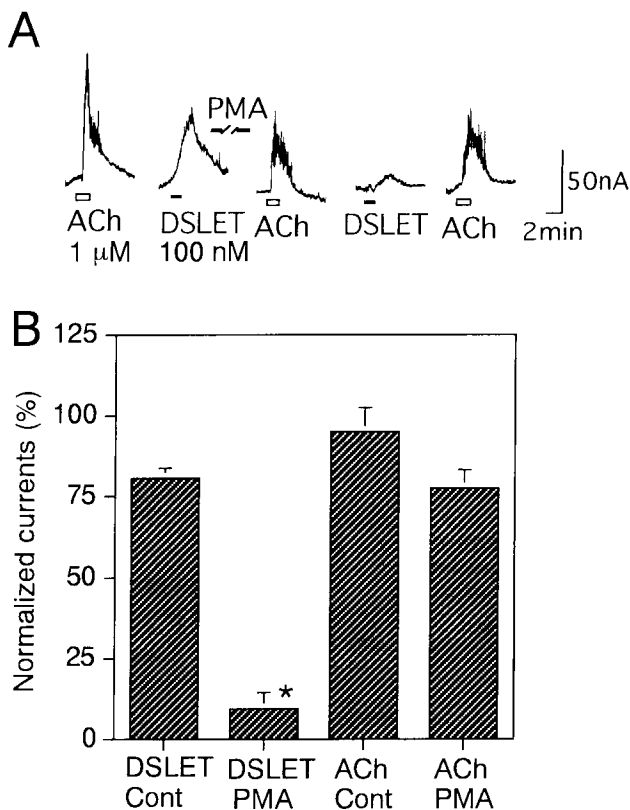 A
PMA
ACh
1 μM
DSLET
100 nM
ACh
DSLET
ACh
50nA
2min
B
Normalized currents (%)
125
100
75
50
25
0
*
DSLET
Cont
DSLET
PMA
ACh
Cont
ACh
PMA